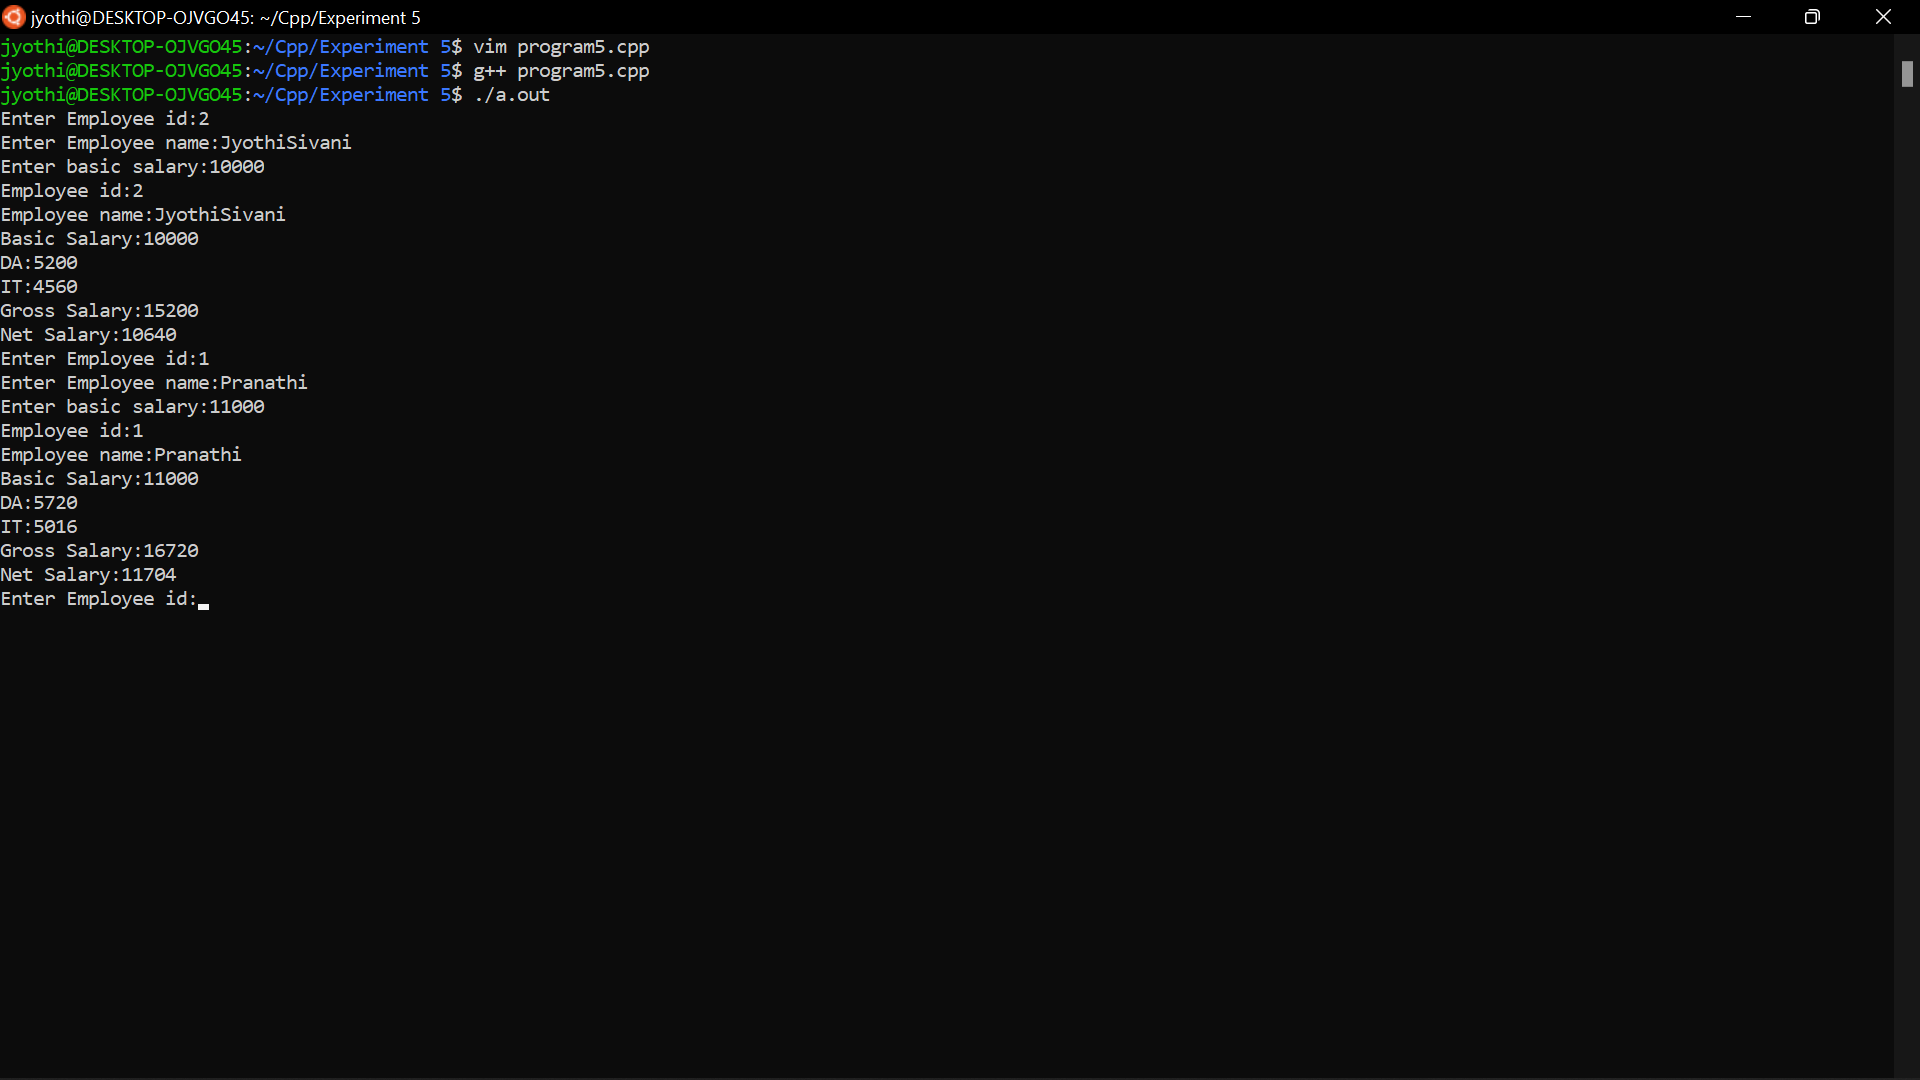 jyothi@DESKTOP-OJVGO45: ~/Cpp/Experiment 5
jyothi@DESKTOP-OJVGO45:~/Cpp/Experiment 5$ vim program5.cpp
jyothi@DESKTOP-OJVGO45:~/Cpp/Experiment 5$ g++ program5.cpp
jyothi@DESKTOP-OJVGO45:~/Cpp/Experiment 5$ ./a.out
Enter Employee id:2
Enter Employee name:JyothiSivani
Enter basic salary:10000
Employee id:2
Employee name:JyothiSivani
Basic Salary:10000
DA:5200
IT:4560
Gross Salary:15200
Net Salary:10640
Enter Employee id:1
Enter Employee name:Pranathi
Enter basic salary:11000
Employee id:1
Employee name:Pranathi
Basic Salary:11000
DA:5720
IT:5016
Gross Salary:16720
Net Salary:11704
Enter Employee id: